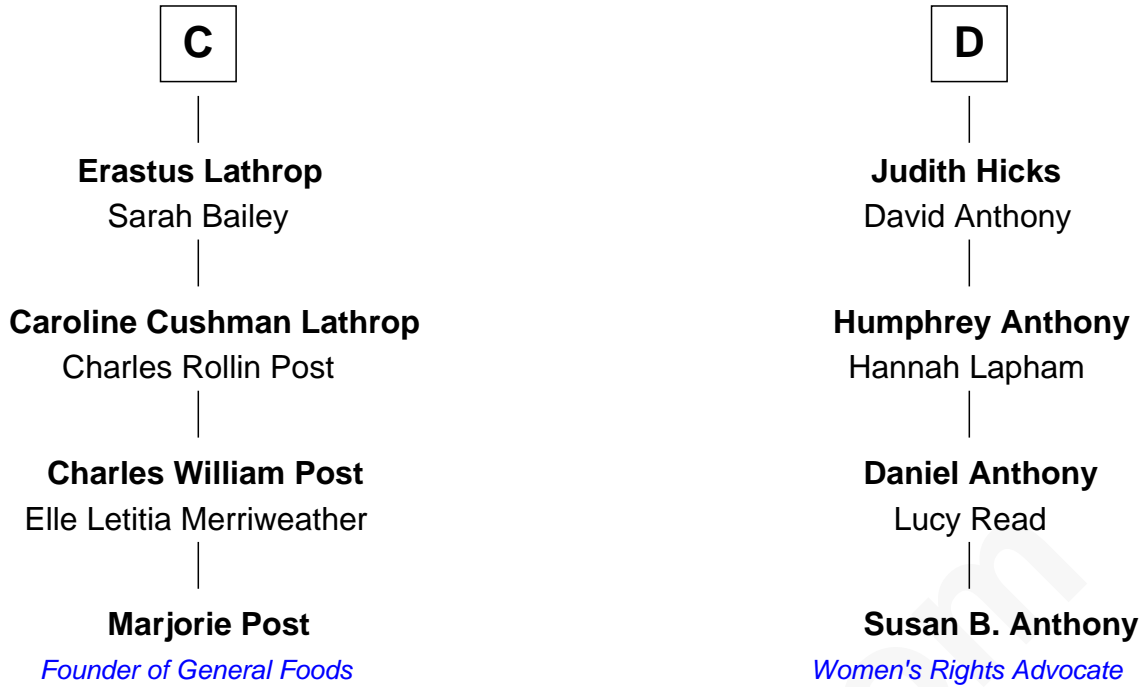 C
Erastus Lathrop
Sarah Bailey
Caroline Cushman Lathrop
Charles Rollin Post
Charles William Post
Elle Letitia Merriweather
Marjorie Post
Founder of General Foods
D
Judith Hicks
David Anthony
Humphrey Anthony
Hannah Lapham
Daniel Anthony
Lucy Read
Susan B. Anthony
Women's Rights Advocate